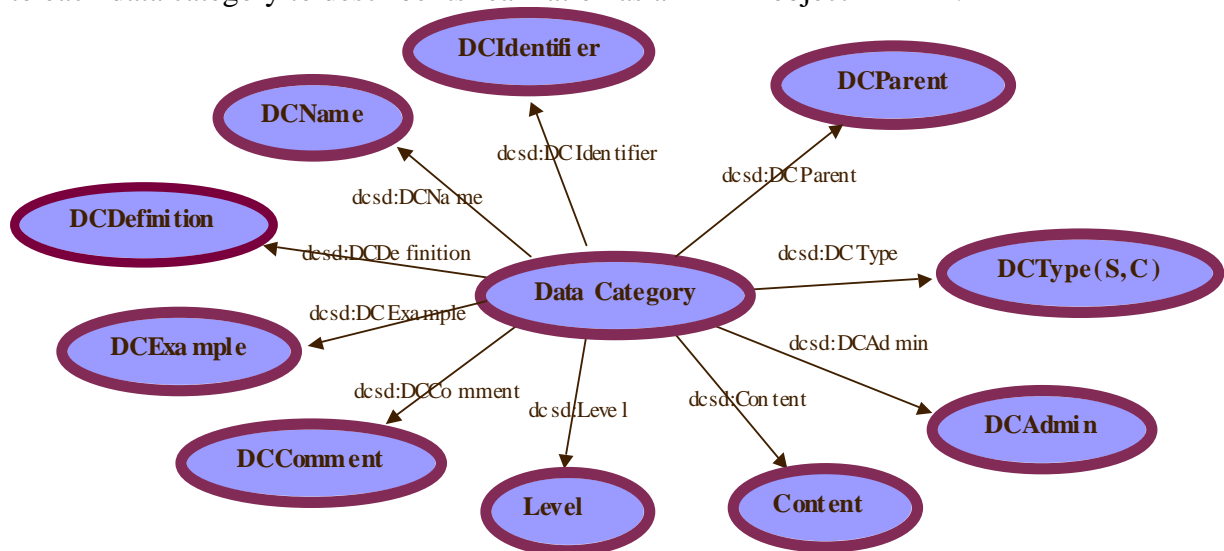 DCIdentifier
DCParent
DCName
dcsd:DCIdentifier
dcsd:DCParent
dcsd:DCName
DCDefinition
dcsd:DCDefinition
dcsd:DCType
DCType(S,C)
Data Category
dcsd:DCExample
DCExample
dcsd:DCAdmin
dcsd:DCComment
dcsd:Level
dcsd:Content
DCAdmin
DCComment
Level
Content